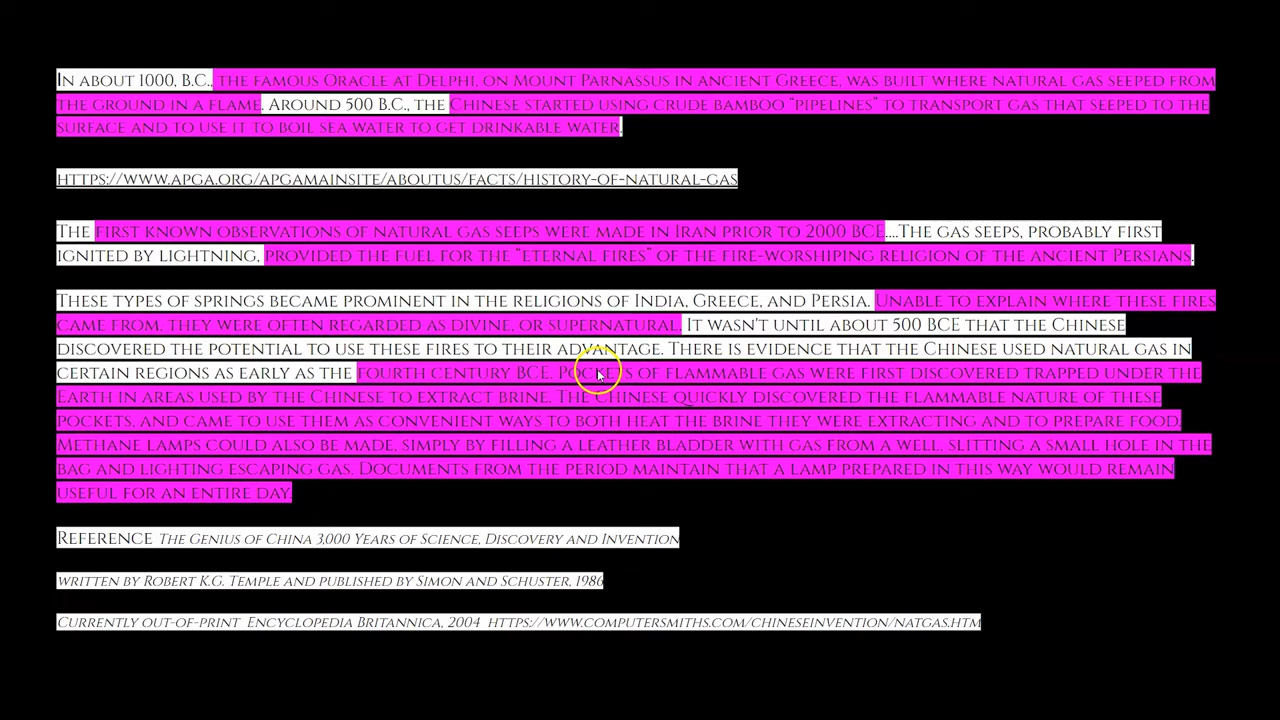 In about 1000, B.C., the famous Oracle at Delphi, on Mount Parnassus in ancient Greece, was built where natural gas seeped from
the ground in a flame. Around 500 B.C., the Chinese started using crude bamboo “pipelines” to transport gas that seeped to the
surface and to use it to boil sea water to get drinkable water.
https://www.apga.org/apgamainsite/aboutus/facts/history-of-natural-gas
The first known observations of natural gas seeps were made in Iran prior to 2000 BCE....The gas seeps, probably first
ignited by lightning, provided the fuel for the “eternal fires” of the fire-worshiping religion of the ancient Persians.
These types of springs became prominent in the religions of India, Greece, and Persia. Unable to explain where these fires
came from, they were often regarded as divine, or supernatural. It wasn't until about 500 BCE that the Chinese
discovered the potential to use these fires to their advantage. There is evidence that the Chinese used natural gas in
certain regions as early as the fourth century BCE. Pockets of flammable gas were first discovered trapped under the
Earth in areas used by the Chinese to extract brine. The Chinese quickly discovered the flammable nature of these
pockets, and came to use them as convenient ways to both heat the brine they were extracting and to prepare food.
Methane lamps could also be made, simply by filling a leather bladder with gas from a well, slitting a small hole in the
bag and lighting escaping gas. Documents from the period maintain that a lamp prepared in this way would remain
useful for an entire day.
Reference The Genius of China 3,000 Years of Science, Discovery and Invention
written by Robert K.G. Temple and published by Simon and Schuster, 1986
Currently out-of-print Encyclopedia Britannica, 2004 https://www.computersmiths.com/chineseinvention/natgas.htm